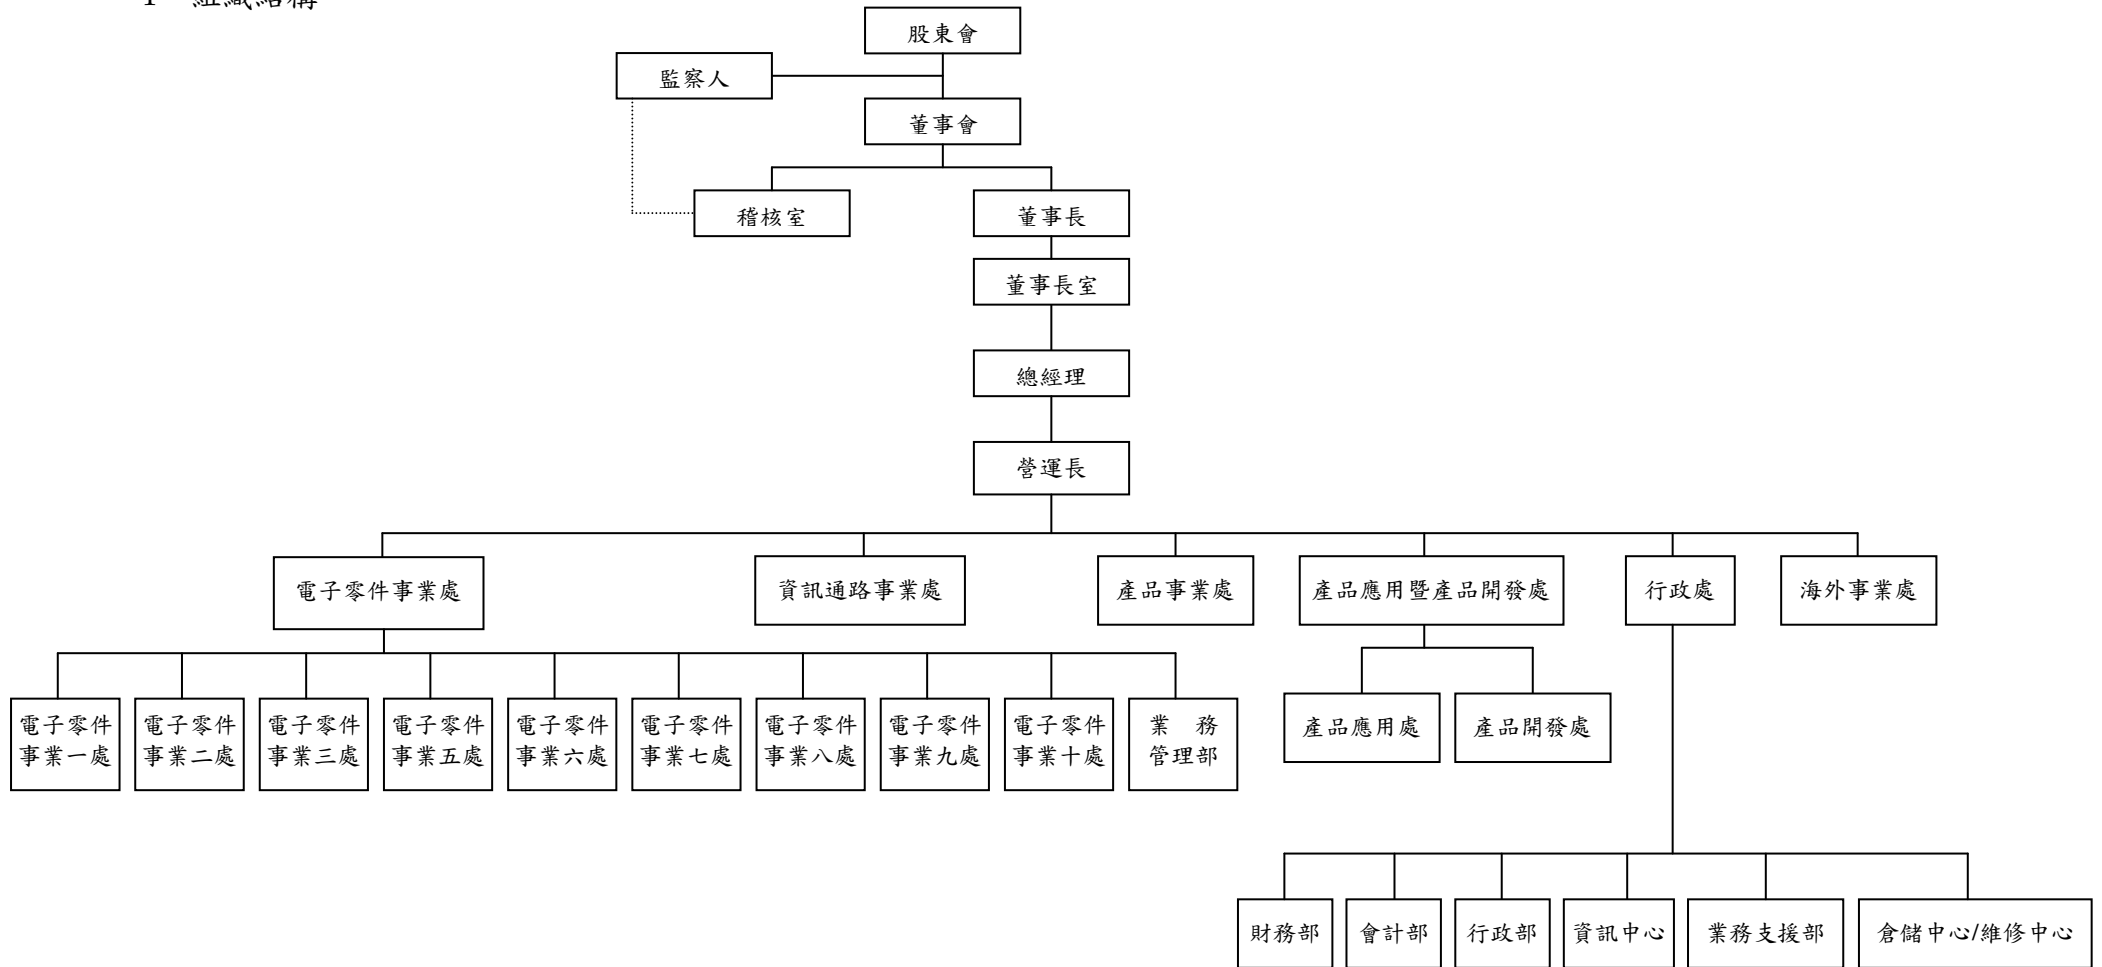 1 組織結構
股東會
監察人
董事會
稽核室
董事長
董事長室
總經理
營運長
電子零件事業處
資訊通路事業處
產品事業處
產品應用暨產品開發處
行政處
海外事業處
電子零件
事業一處
電子零件
事業二處
電子零件
事業三處
電子零件
事業五處
電子零件
事業六處
電子零件
事業七處
電子零件
事業八處
電子零件
事業九處
電子零件
事業十處
業 務
管理部
產品應用處
產品開發處
財務部
會計部
行政部
資訊中心
業務支援部
倉儲中心/維修中心